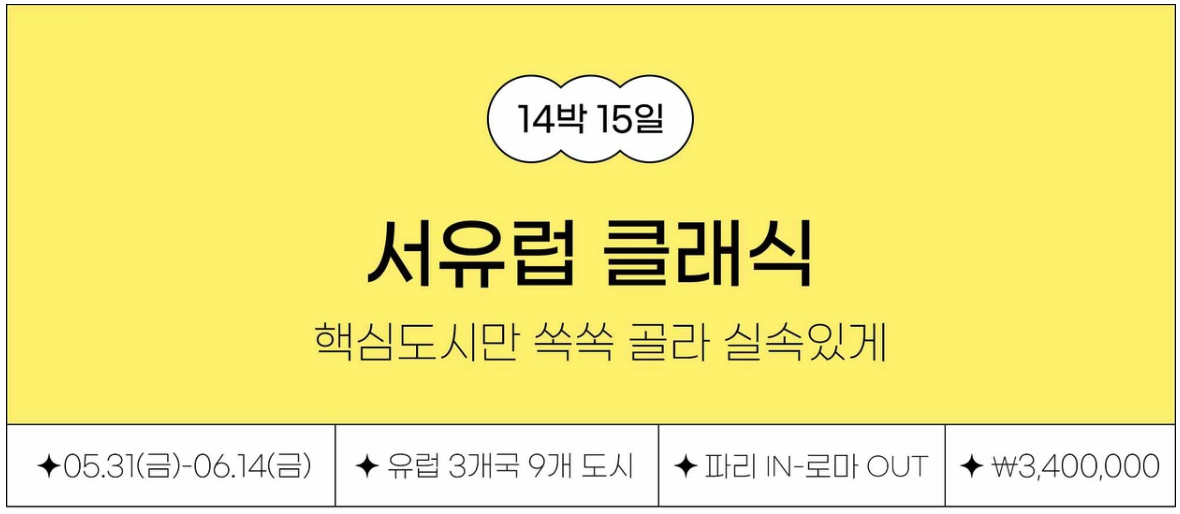 14박 15일
서유럽 클래식
핵심도시만 쏙쏙 골라 실속있게
✦05.31(금)-06.14(금)
✦ 유럽 3개국 9개 도시
✦ 파리 IN-로마 OUT
✦ ₩3,400,000